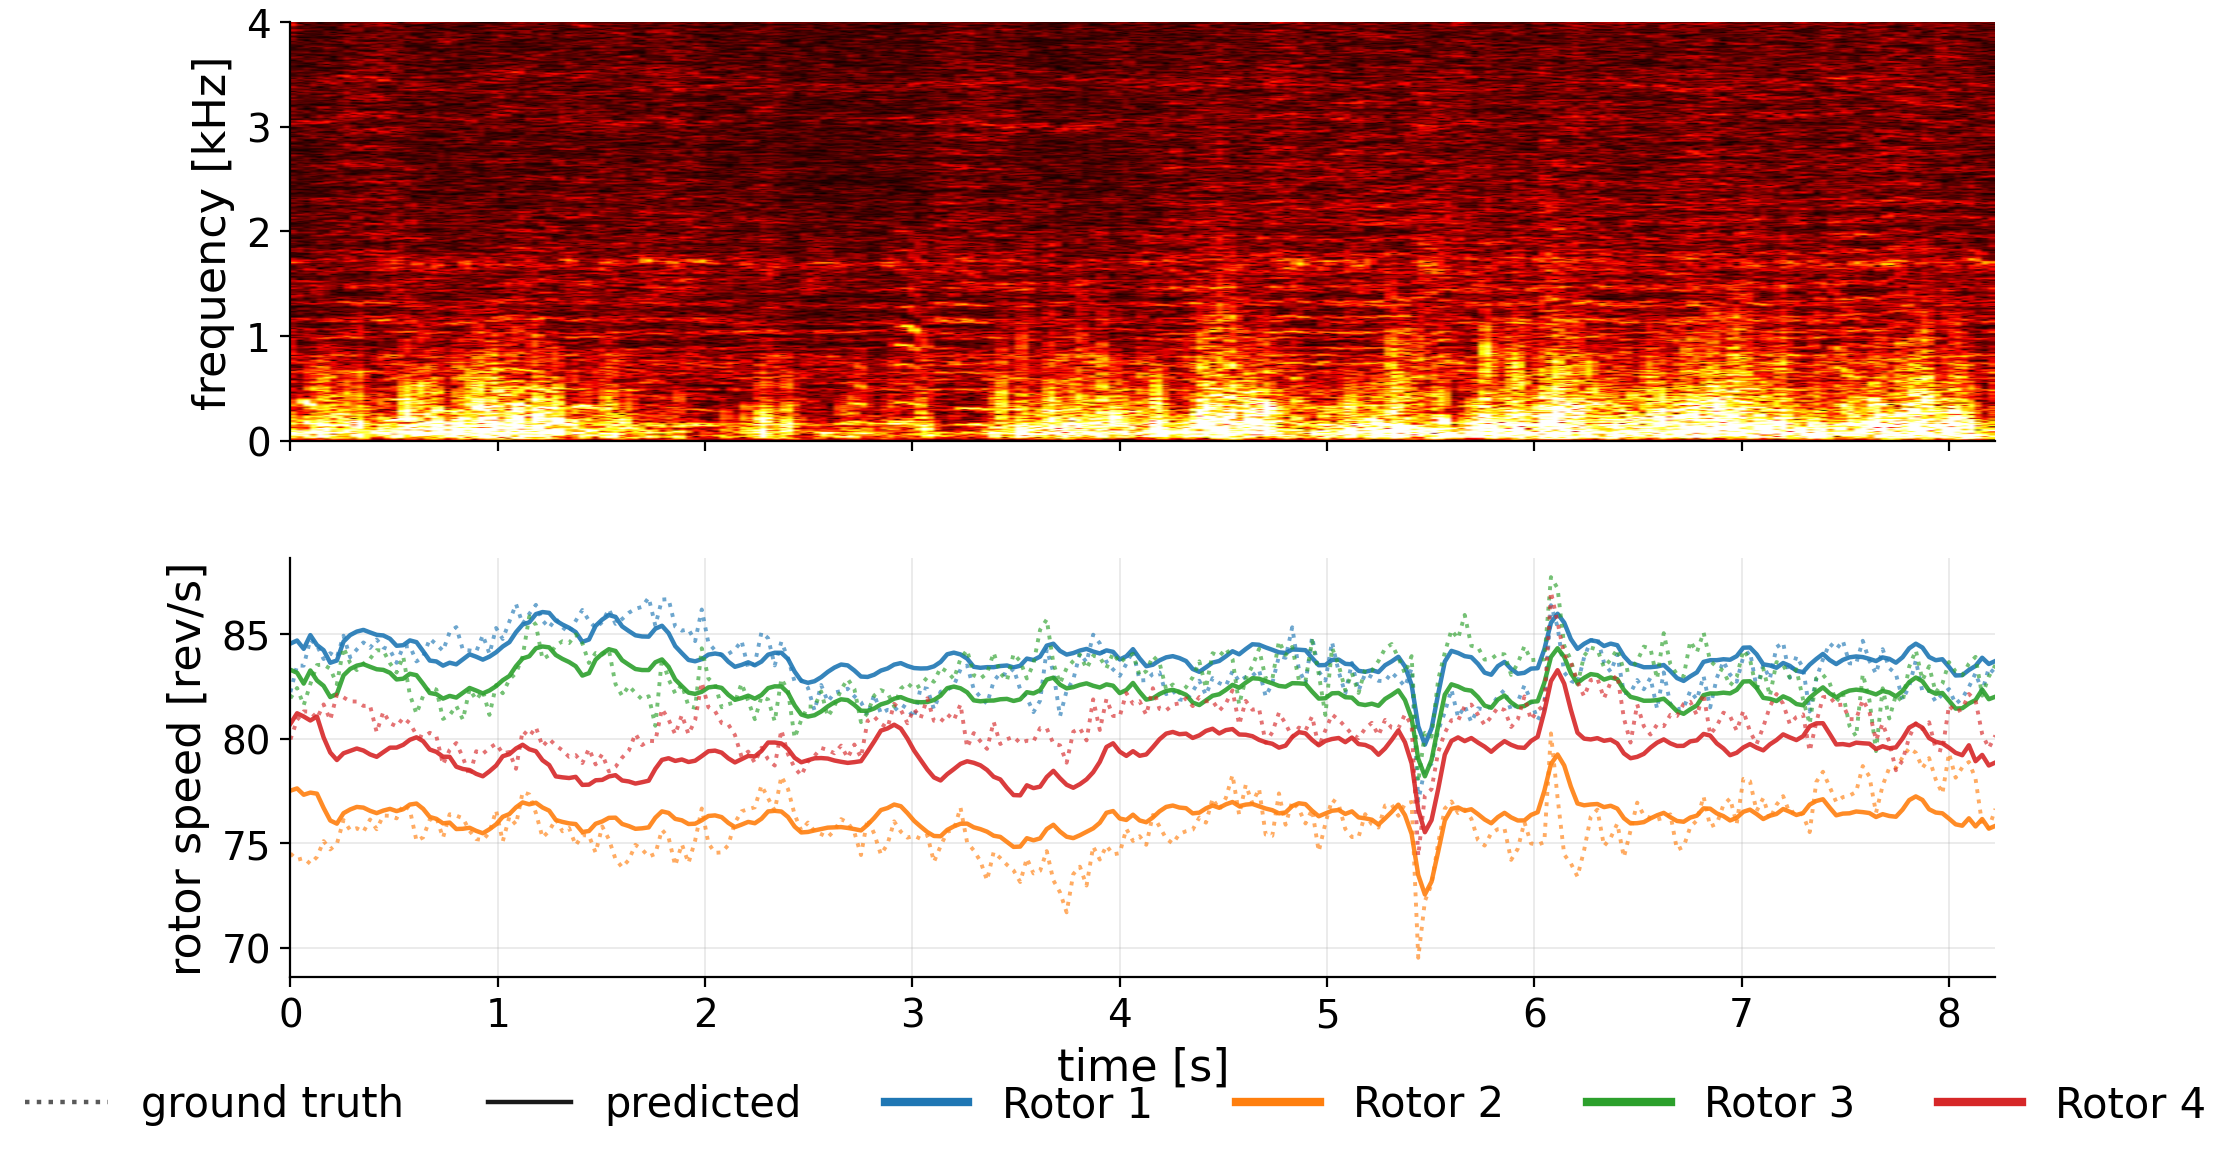 frequency [kHz]
4
3
2
1
0
rotor speed [rev/s]
85
80
75
70
0 1 2 3 4 5 6 7 8
time [s]
ground truth predicted Rotor 1 Rotor 2 Rotor 3 Rotor 4